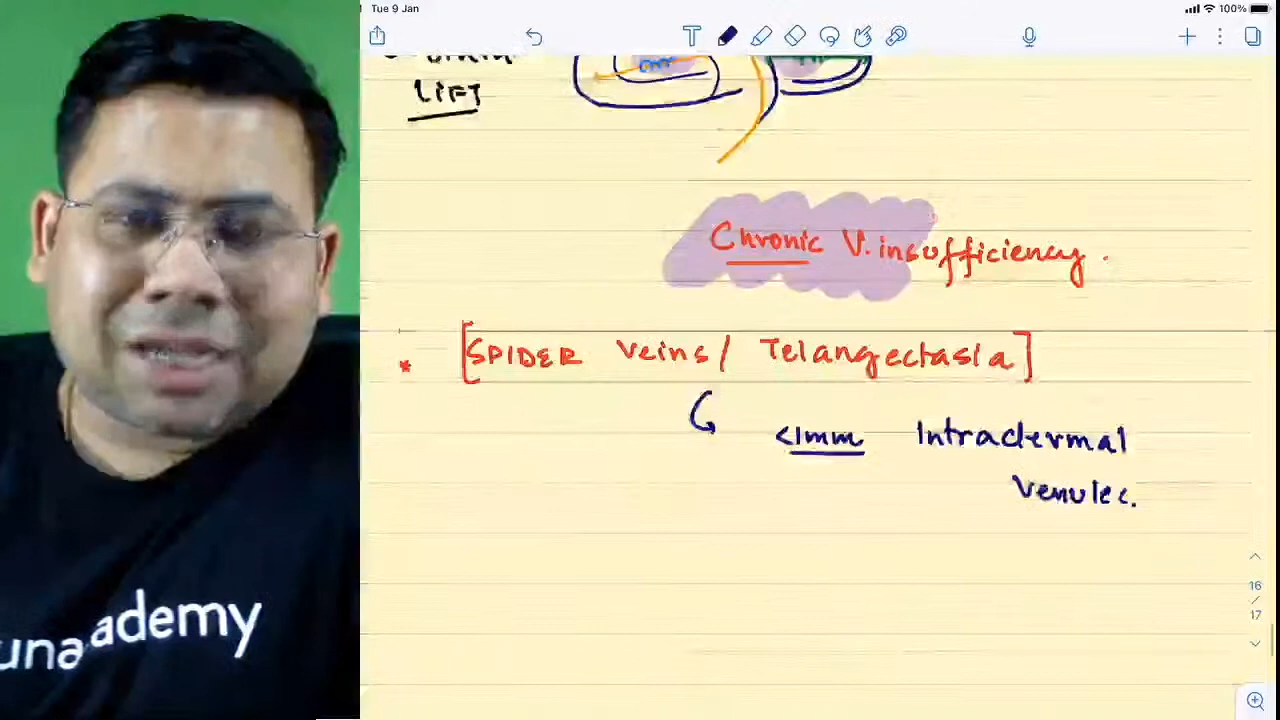 Tue 9 Jan
100%
LIFT
Chronic V. insufficiency.
* [SPIDER Veins / Telangectasia]
<1mm Intradermal
Venules.
16
/
17
unacademy